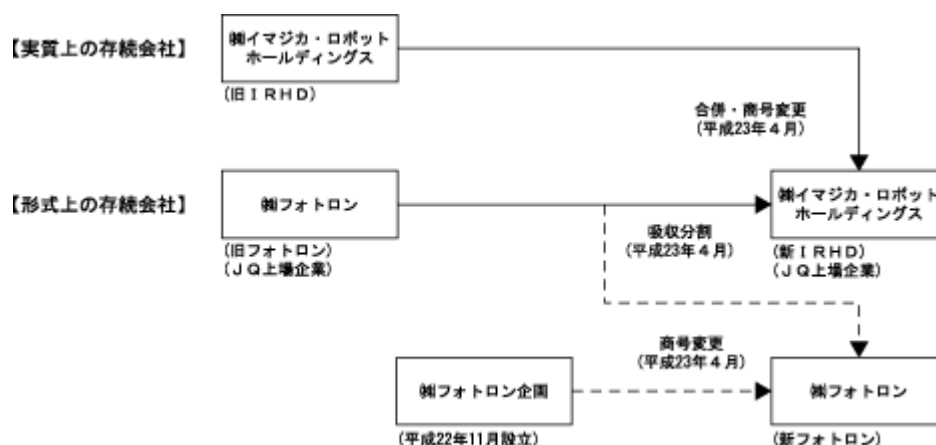 【実質上の存続会社】
㈱イマジカ・ロボット
ホールディングス
(旧ＩＲＨＤ)
合併・商号変更
(平成23年４月)
【形式上の存続会社】
㈱フォトロン
(旧フォトロン)
(ＪＱ上場企業)
吸収分割
(平成23年４月)
㈱イマジカ・ロボット
ホールディングス
(新ＩＲＨＤ)
(ＪＱ上場企業)
㈱フォトロン企画
(平成22年11月設立)
商号変更
(平成23年４月)
㈱フォトロン
(新フォトロン)